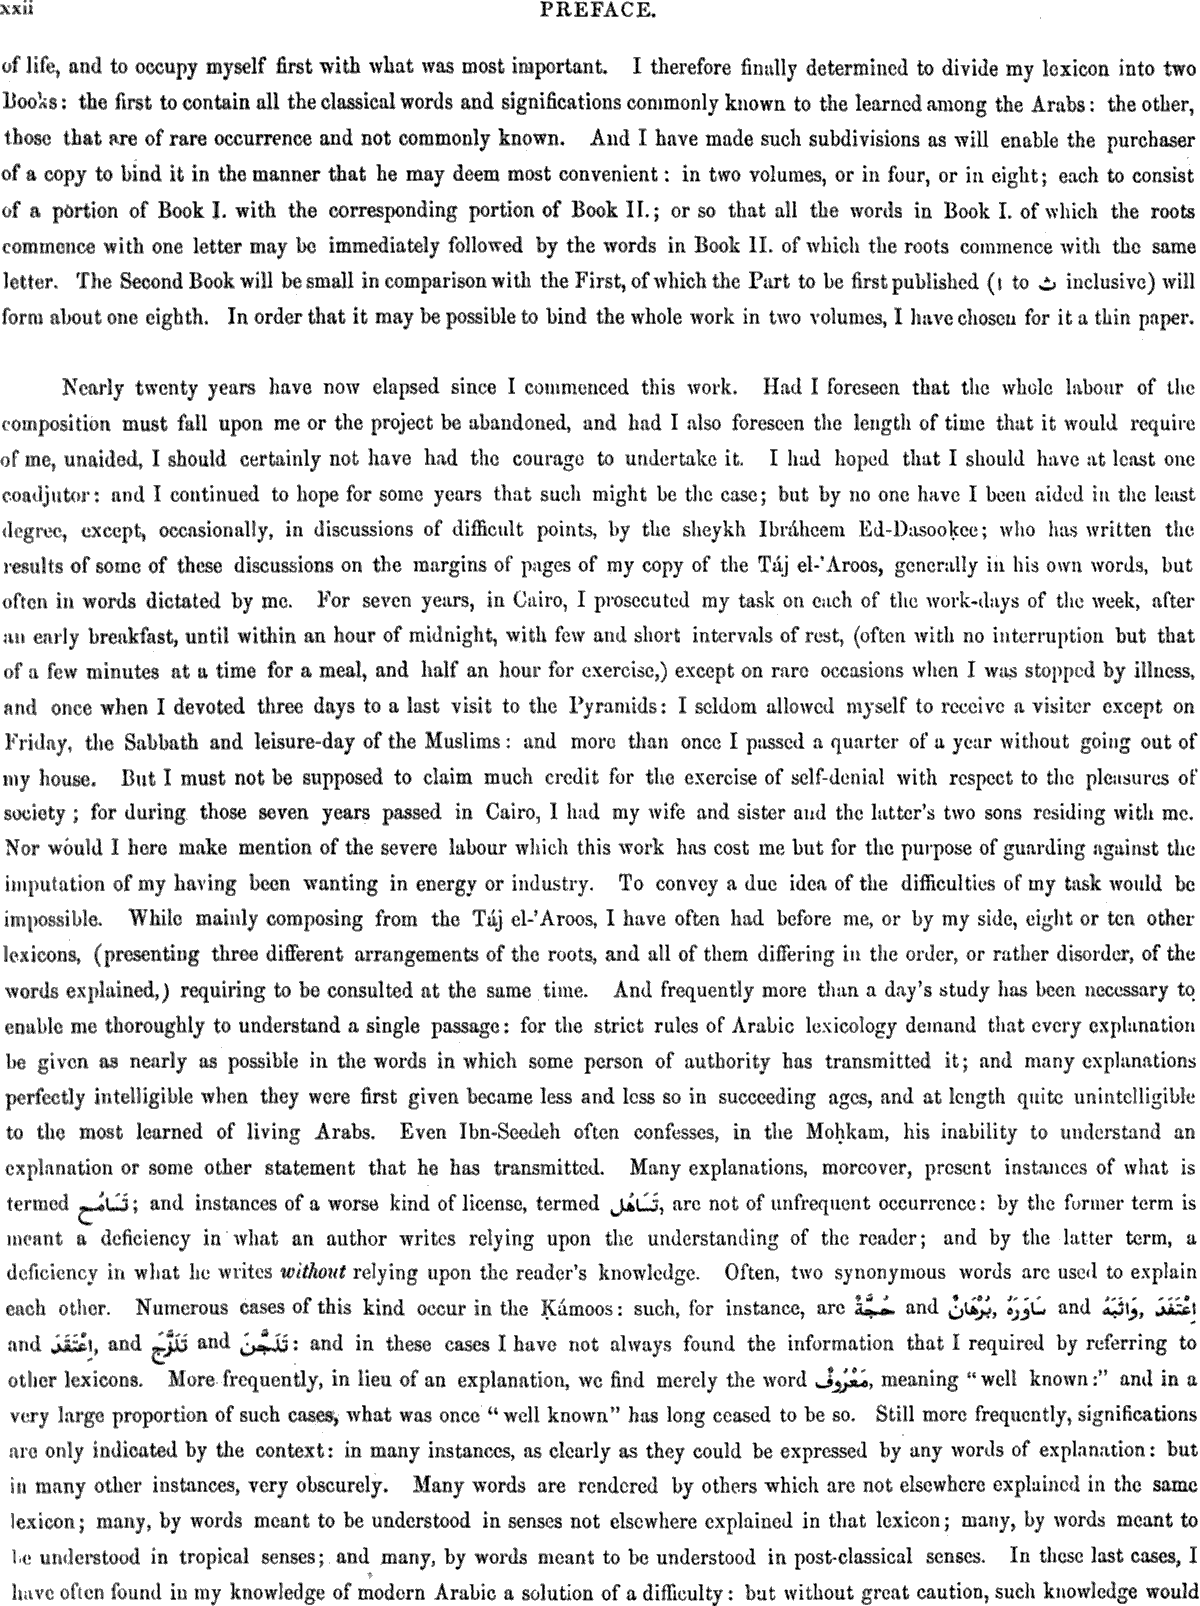 xxii PREFACE.
of life, and to occupy myself first with what was most important. I therefore finally determined to divide my lexicon into two
Books: the first to contain all the classical words and significations commonly known to the learned among the Arabs: the other,
those that are of rare occurrence and not commonly known. And I have made such subdivisions as will enable the purchaser
of a copy to bind it in the manner that he may deem most convenient: in two volumes, or in four, or in eight; each to consist
of a portion of Book I. with the corresponding portion of Book II.; or so that all the words in Book I. of which the roots
commence with one letter may be immediately followed by the words in Book II. of which the roots commence with the same
letter. The Second Book will be small in comparison with the First, of which the Part to be first published (ا to ث inclusive) will
form about one eighth. In order that it may be possible to bind the whole work in two volumes, I have chosen for it a thin paper.
Nearly twenty years have now elapsed since I commenced this work. Had I foreseen that the whole labour of the
composition must fall upon me or the project be abandoned, and had I also foreseen the length of time that it would require
of me, unaided, I should certainly not have had the courage to undertake it. I had hoped that I should have at least one
coadjutor: and I continued to hope for some years that such might be the case; but by no one have I been aided in the least
degree, except, occasionally, in discussions of difficult points, by the sheykh Ibráheem Ed-Dasooḳee; who has written the
results of some of these discussions on the margins of pages of my copy of the Táj el-'Aroos, generally in his own words, but
often in words dictated by me. For seven years, in Cairo, I prosecuted my task on each of the work-days of the week, after
an early breakfast, until within an hour of midnight, with few and short intervals of rest, (often with no interruption but that
of a few minutes at a time for a meal, and half an hour for exercise,) except on rare occasions when I was stopped by illness,
and once when I devoted three days to a last visit to the Pyramids: I seldom allowed myself to receive a visiter except on
Friday, the Sabbath and leisure-day of the Muslims: and more than once I passed a quarter of a year without going out of
my house. But I must not be supposed to claim much credit for the exercise of self-denial with respect to the pleasures of
society; for during those seven years passed in Cairo, I had my wife and sister and the latter's two sons residing with me.
Nor would I here make mention of the severe labour which this work has cost me but for the purpose of guarding against the
imputation of my having been wanting in energy or industry. To convey a due idea of the difficulties of my task would be
impossible. While mainly composing from the Táj el-'Aroos, I have often had before me, or by my side, eight or ten other
lexicons, (presenting three different arrangements of the roots, and all of them differing in the order, or rather disorder, of the
words explained,) requiring to be consulted at the same time. And frequently more than a day's study has been necessary to
enable me thoroughly to understand a single passage: for the strict rules of Arabic lexicology demand that every explanation
be given as nearly as possible in the words in which some person of authority has transmitted it; and many explanations
perfectly intelligible when they were first given became less and less so in succeeding ages, and at length quite unintelligible
to the most learned of living Arabs. Even Ibn-Seedeh often confesses, in the Moḥkam, his inability to understand an
explanation or some other statement that he has transmitted. Many explanations, moreover, present instances of what is
termed تَسَامُح; and instances of a worse kind of license, termed تَسَاهُل, are not of unfrequent occurrence: by the former term is
meant a deficiency in what an author writes relying upon the understanding of the reader; and by the latter term, a
deficiency in what he writes without relying upon the reader's knowledge. Often, two synonymous words are used to explain
each other. Numerous cases of this kind occur in the Ḳámoos: such, for instance, are حُجَّةٌ and بُرْهَانٌ, سَاوَرَهُ and وَاثَبَهُ, اِعْتَفَدَ
and اِعْتَقَدَ, and تَلَزَّجَ and تَلَجَّنَ: and in these cases I have not always found the information that I required by referring to
other lexicons. More frequently, in lieu of an explanation, we find merely the word مَعْرُوفٌ, meaning "well known:" and in a
very large proportion of such cases, what was once "well known" has long ceased to be so. Still more frequently, significations
are only indicated by the context: in many instances, as clearly as they could be expressed by any words of explanation: but
in many other instances, very obscurely. Many words are rendered by others which are not elsewhere explained in the same
lexicon; many, by words meant to be understood in senses not elsewhere explained in that lexicon; many, by words meant to
be understood in tropical senses; and many, by words meant to be understood in post-classical senses. In these last cases, I
have often found in my knowledge of modern Arabic a solution of a difficulty: but without great caution, such knowledge would